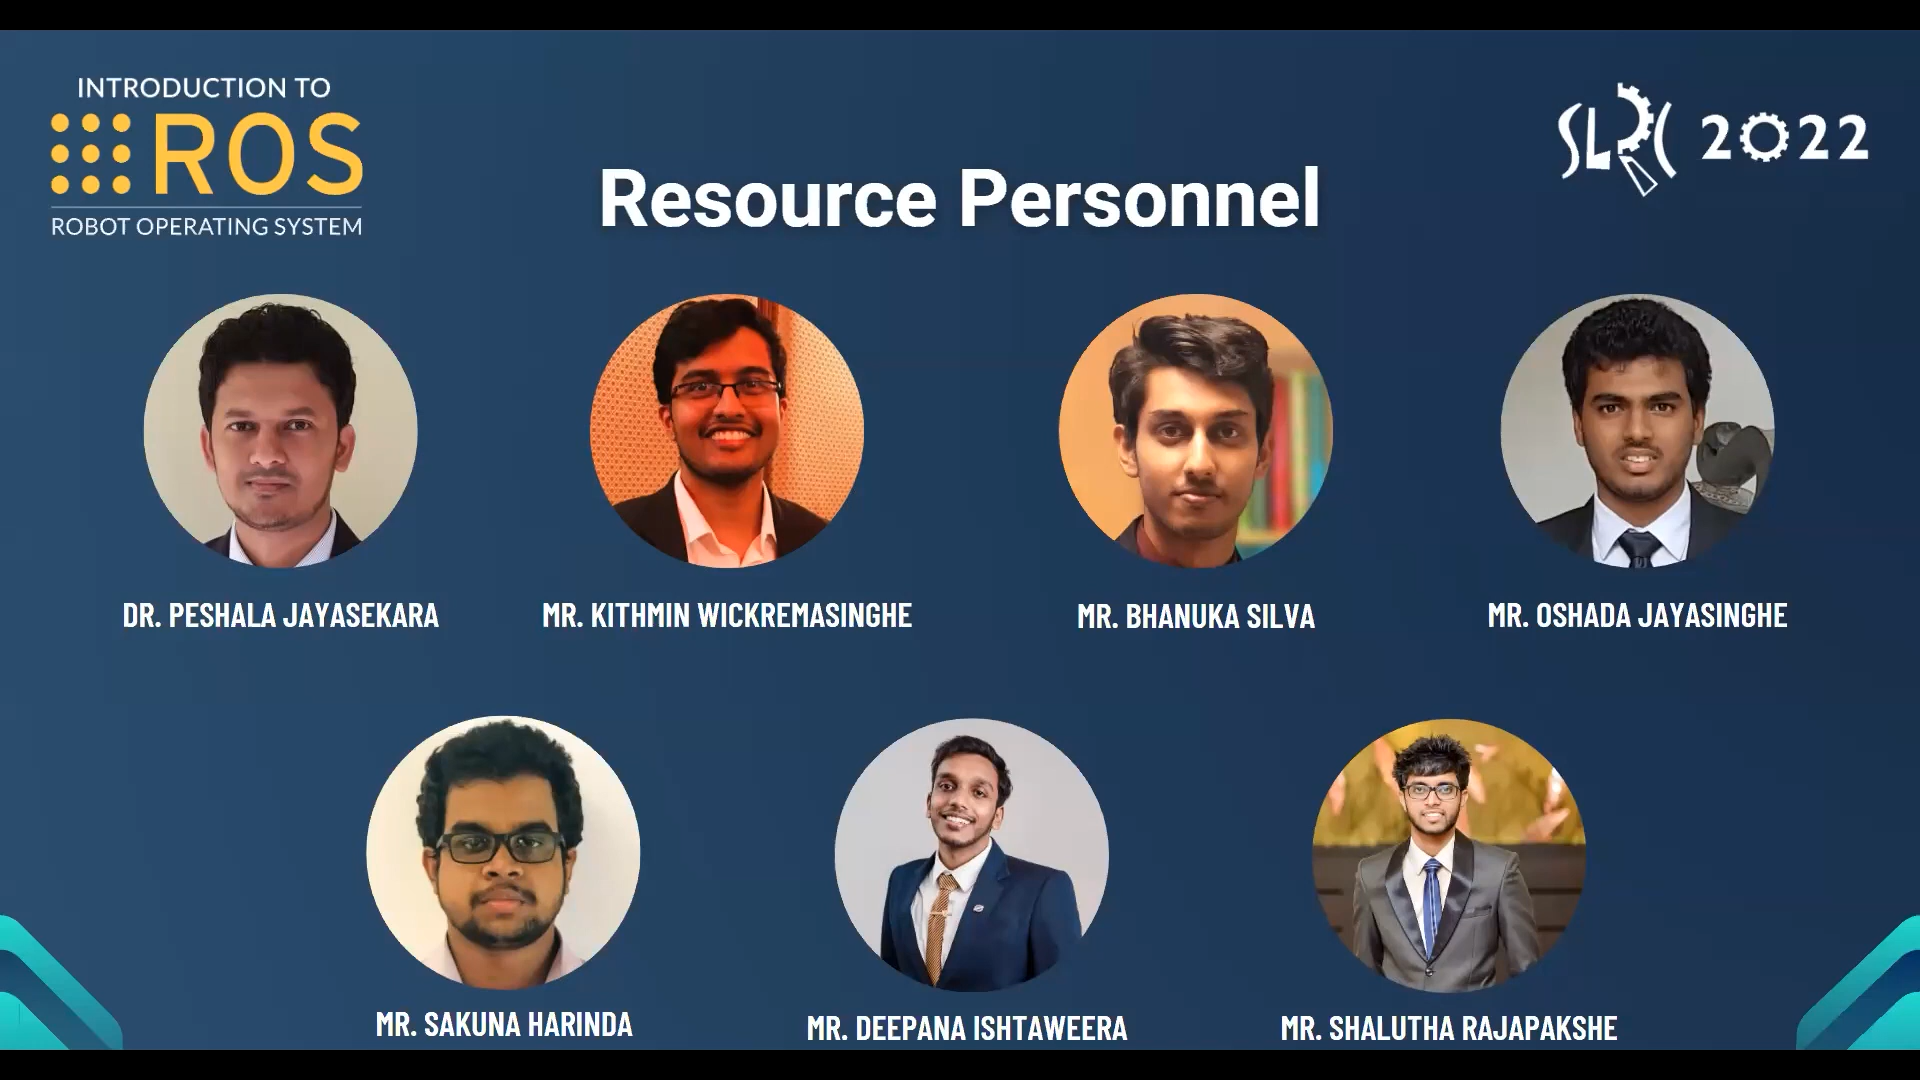 INTRODUCTION TO
ROS
ROBOT OPERATING SYSTEM
SLRC 2022
Resource Personnel
DR. PESHALA JAYASEKARA
MR. KITHMIN WICKREMASINGHE
MR. BHANUKA SILVA
MR. OSHADA JAYASINGHE
MR. SAKUNA HARINDA
MR. DEEPANA ISHTAWEERA
MR. SHALUTHA RAJAPAKSHE